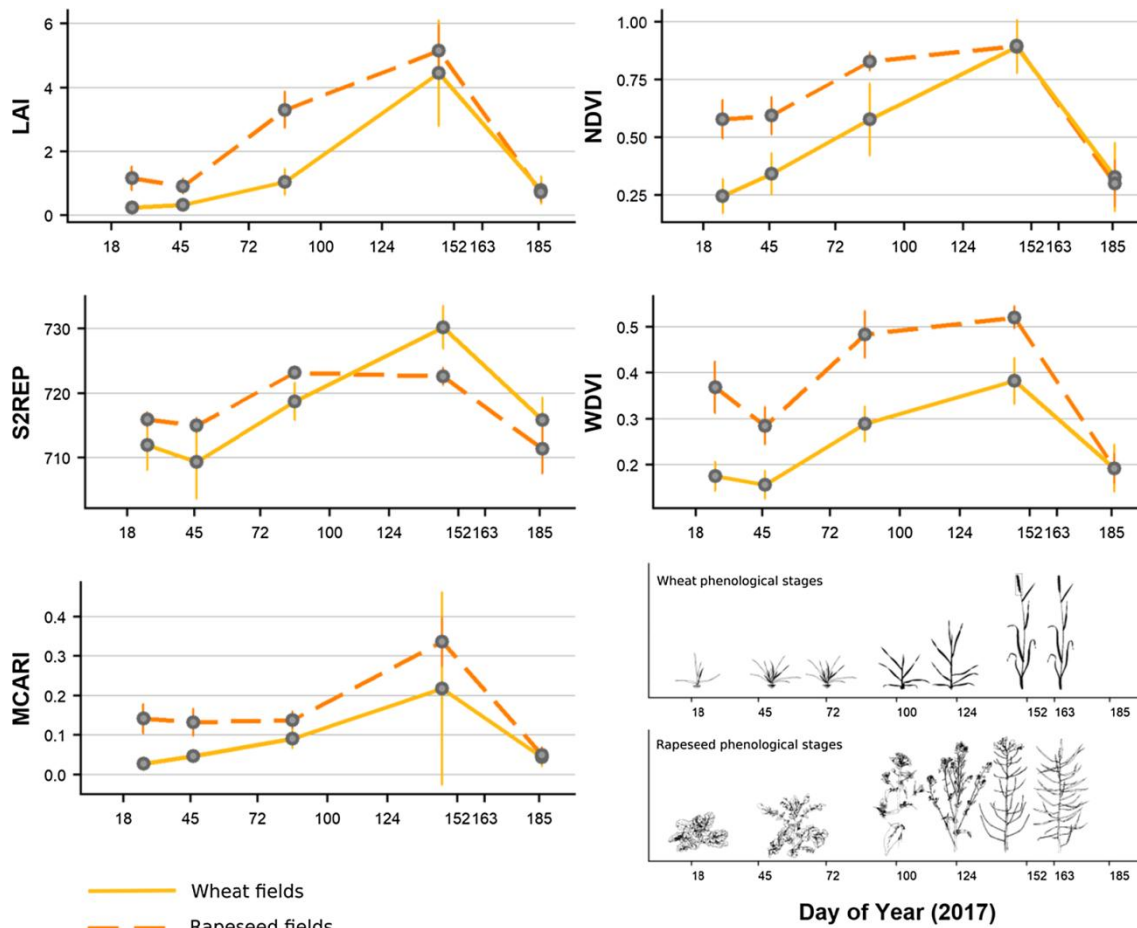 LAI
6
4
2
0
18 45 72 100 124 152 163 185
NDVI
1.00
0.75
0.50
0.25
18 45 72 100 124 152 163 185
S2REP
730
720
710
18 45 72 100 124 152 163 185
WDVI
0.5
0.4
0.3
0.2
18 45 72 100 124 152 163 185
MCARI
0.4
0.3
0.2
0.1
0.0
18 45 72 100 124 152 163 185
Wheat phenological stages
18 45 72 100 124 152 163 185
Rapeseed phenological stages
18 45 72 100 124 152 163 185
Day of Year (2017)
Wheat fields
Rapeseed fields